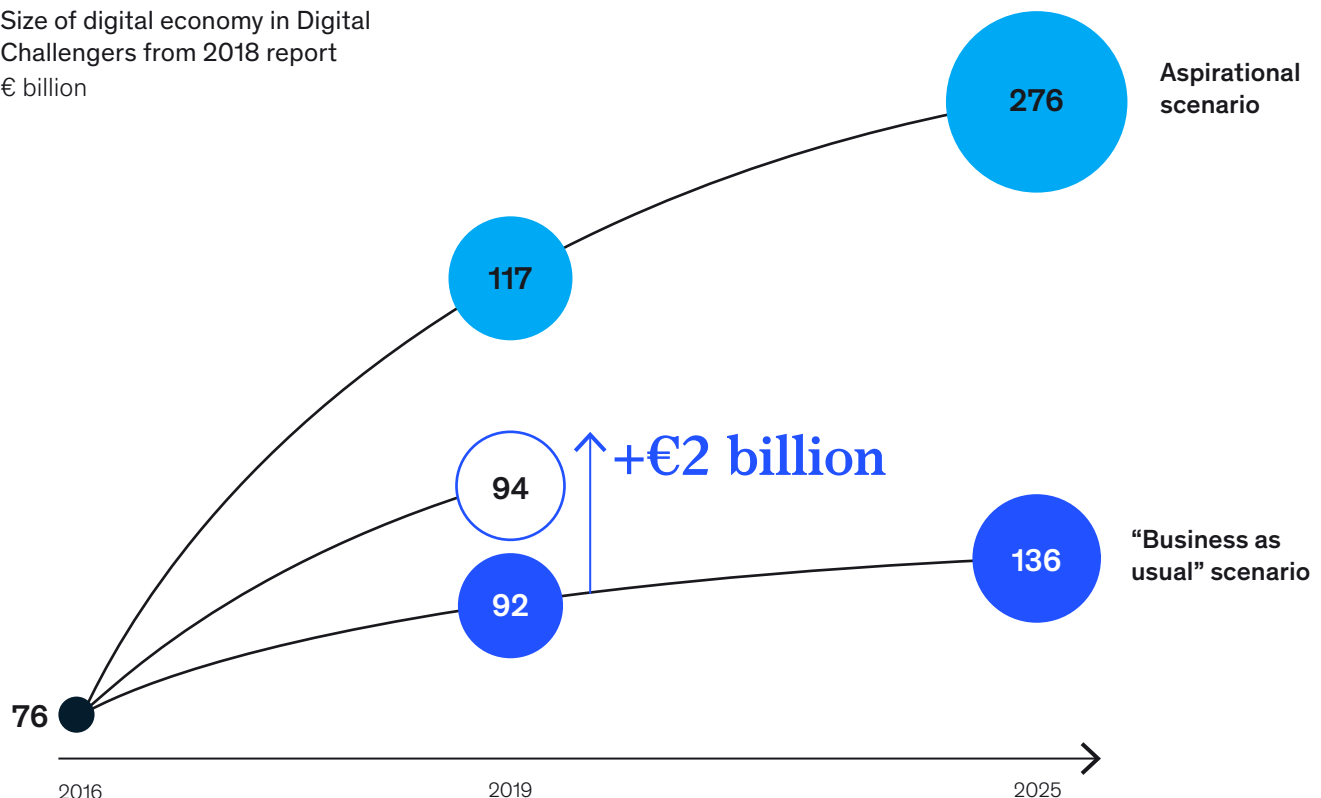 Size of digital economy in Digital
Challengers from 2018 report
€ billion
276
Aspirational
scenario
117
+€2 billion
94
136
“Business as
usual” scenario
92
76
2016
2019
2025